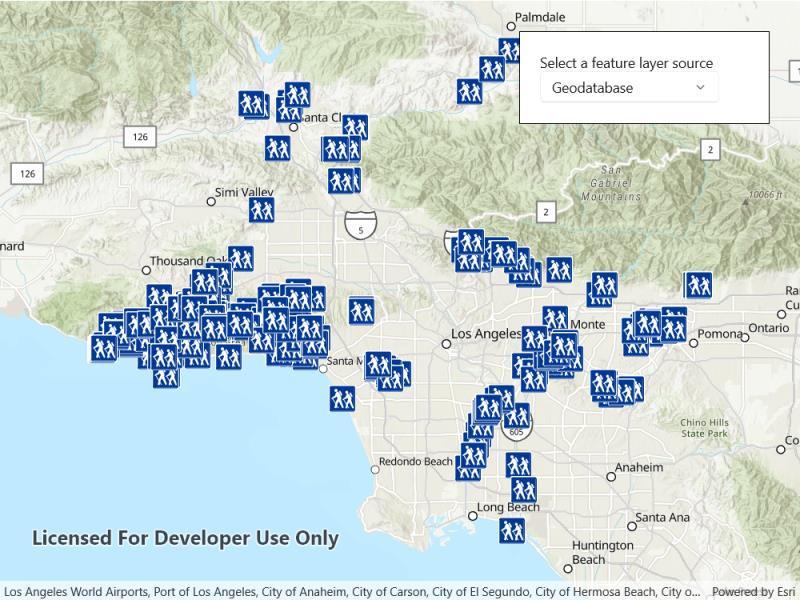 Palmdale
Select a feature layer source
Geodatabase
anta Cl
126
2
126
San
Gabriel
Mountains
10066 ft
Simi Valley
2
5
nard
Thousand Oak
Ra
Cu
Los Angeles
Monte
Pomona
Ontario
Santa M
605
Chino Hills
State Park
Co
Redondo Beach
Anaheim
Long Beach
Santa Ana
Licensed For Developer Use Only
Huntington
Beach
Los Angeles World Airports, Port of Los Angeles, City of Anaheim, City of Carson, City of El Segundo, City of Hermosa Beach, City o...
Powered by Esri